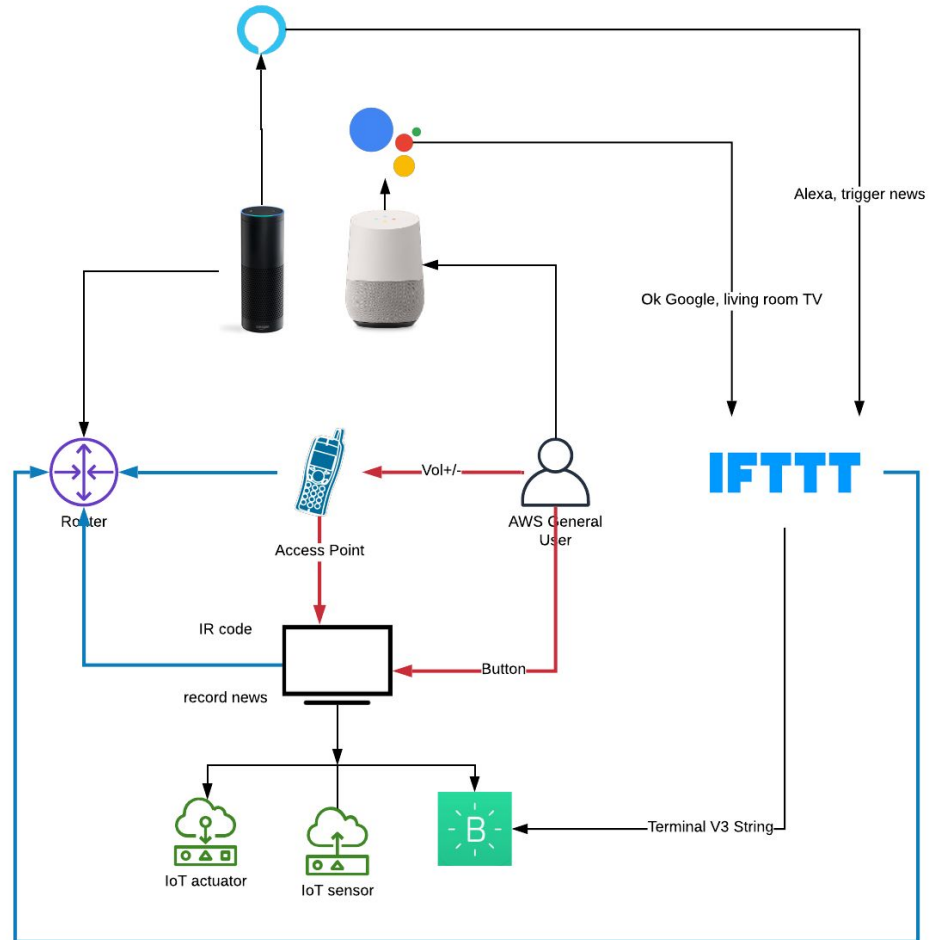 Alexa, trigger news
Ok Google, living room TV
Vol+/-
IFTTT
Router
AWS General
User
Access Point
IR code
Button
record news
B
Terminal V3 String
IoT actuator
IoT sensor